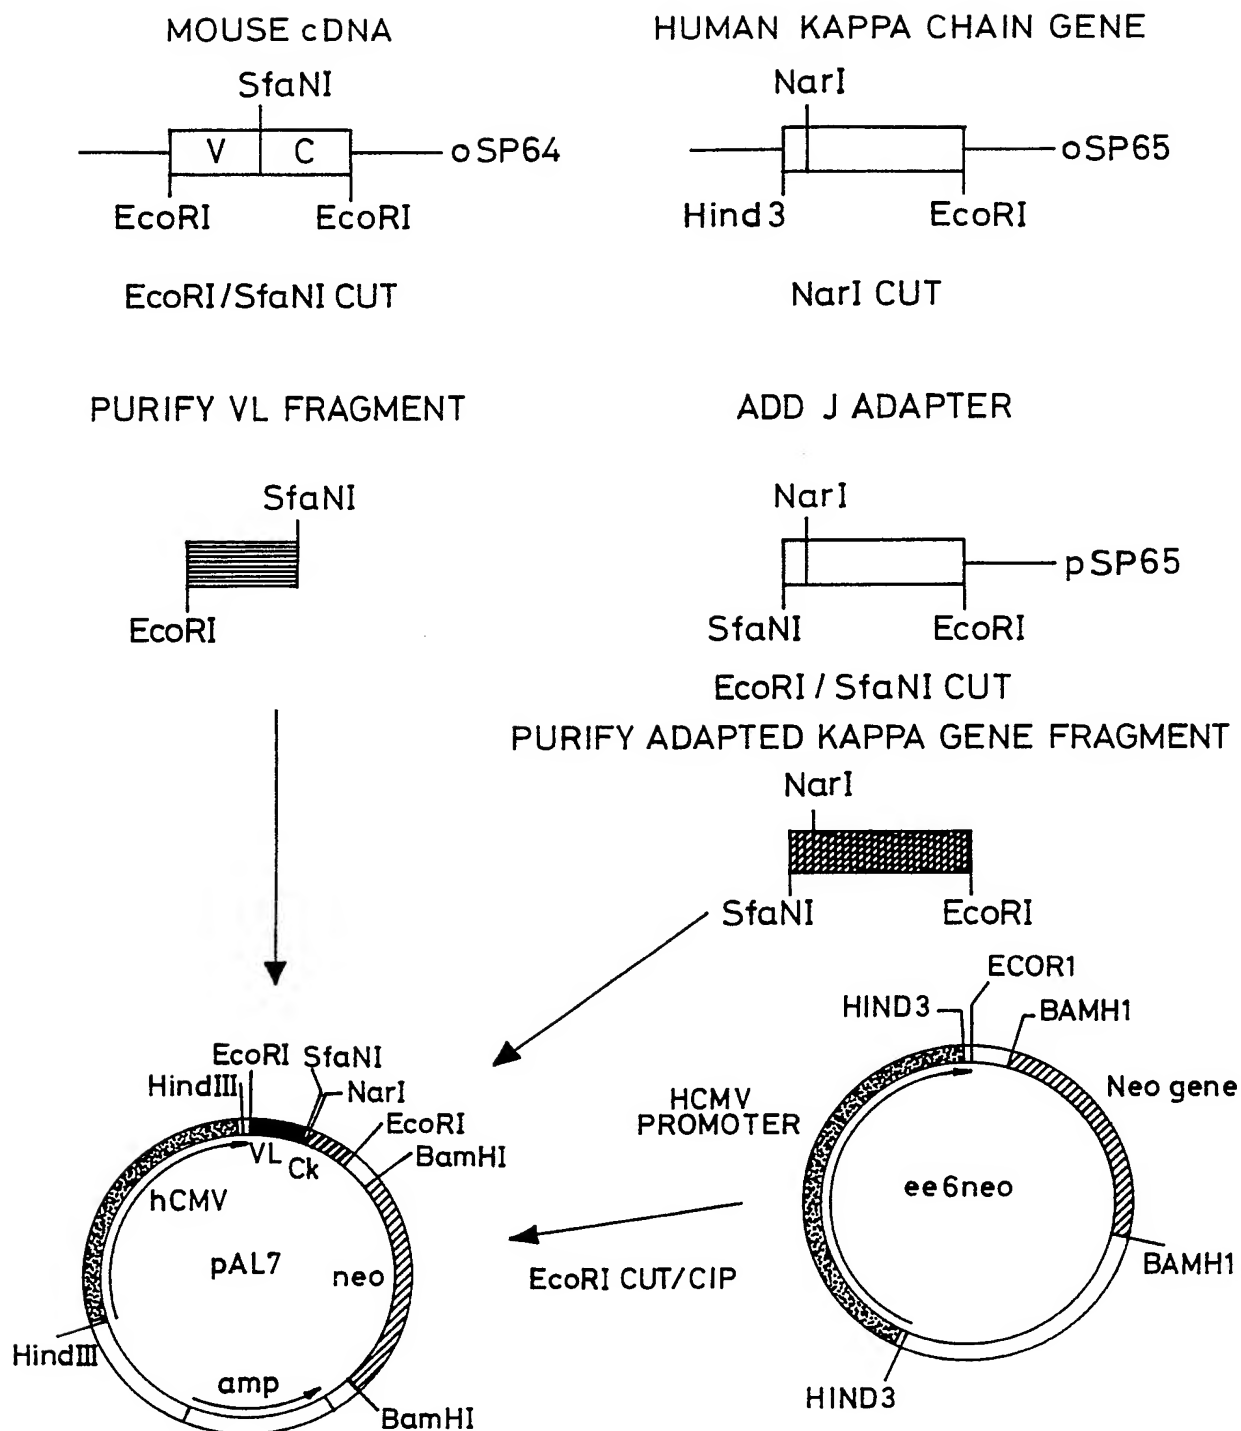 MOUSE cDNA
SfaNI
V
C
oSP64
EcoRI
EcoRI
EcoRI/SfaNI CUT
HUMAN KAPPA CHAIN GENE
NarI
oSP65
Hind3
EcoRI
NarI CUT
PURIFY VL FRAGMENT
SfaNI
EcoRI
ADD J ADAPTER
NarI
pSP65
SfaNI
EcoRI
EcoRI / SfaNI CUT
PURIFY ADAPTED KAPPA GENE FRAGMENT
NarI
SfaNI
EcoRI
EcoRI
SfaNI
HindIII
NarI
EcoRI
BamHI
VL
Ck
hCMV
pAL7
neo
HindIII
amp
BamHI
ECOR1
HIND3
BAMH1
HCMV
PROMOTER
Neo gene
ee6neo
BAMH1
EcoRI CUT/CIP
HIND3